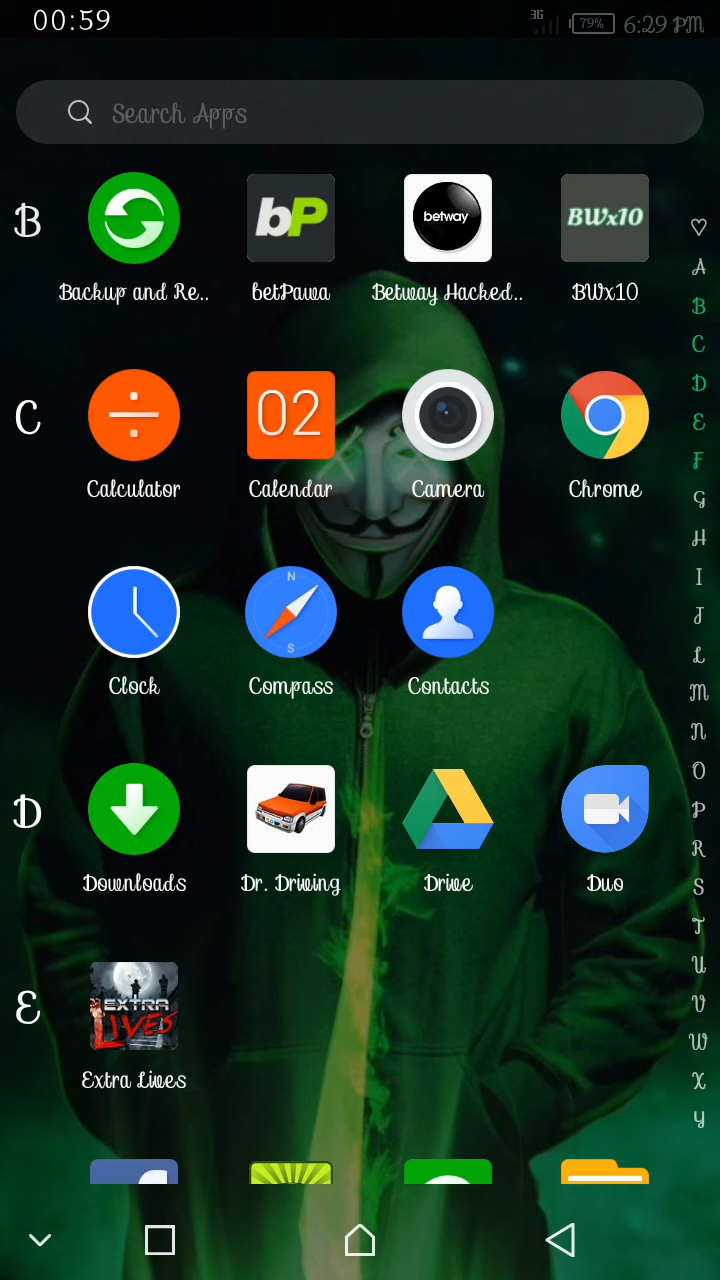 00:59 3G 79% 6:29 PM
Search Apps
B
bP betway BWx10
Backup and Re.. betPawa Betway Hacked.. BWx10
C
02
Calculator Calendar Camera Chrome
N
S
Clock Compass Contacts
D
Downloads Dr. Driving Drive Duo
E
EXTRA
LIVES
Extra Lives
♡
A
B
C
D
E
F
G
H
I
J
L
M
N
O
P
R
S
T
U
V
W
X
Y